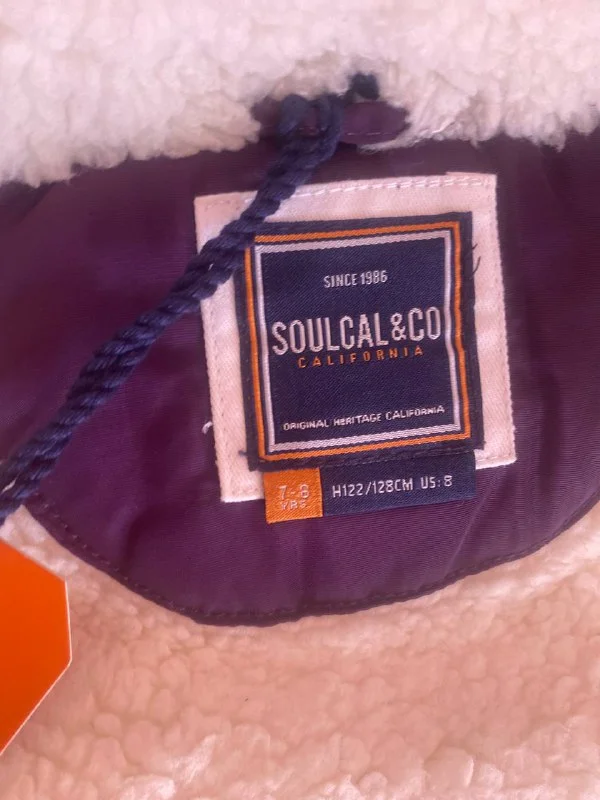 SINCE 1986
SOULCAL&CO
CALIFORNIA
ORIGINAL HERITAGE CALIFORNIA
7-8 H122/128CM US: 8
YRS